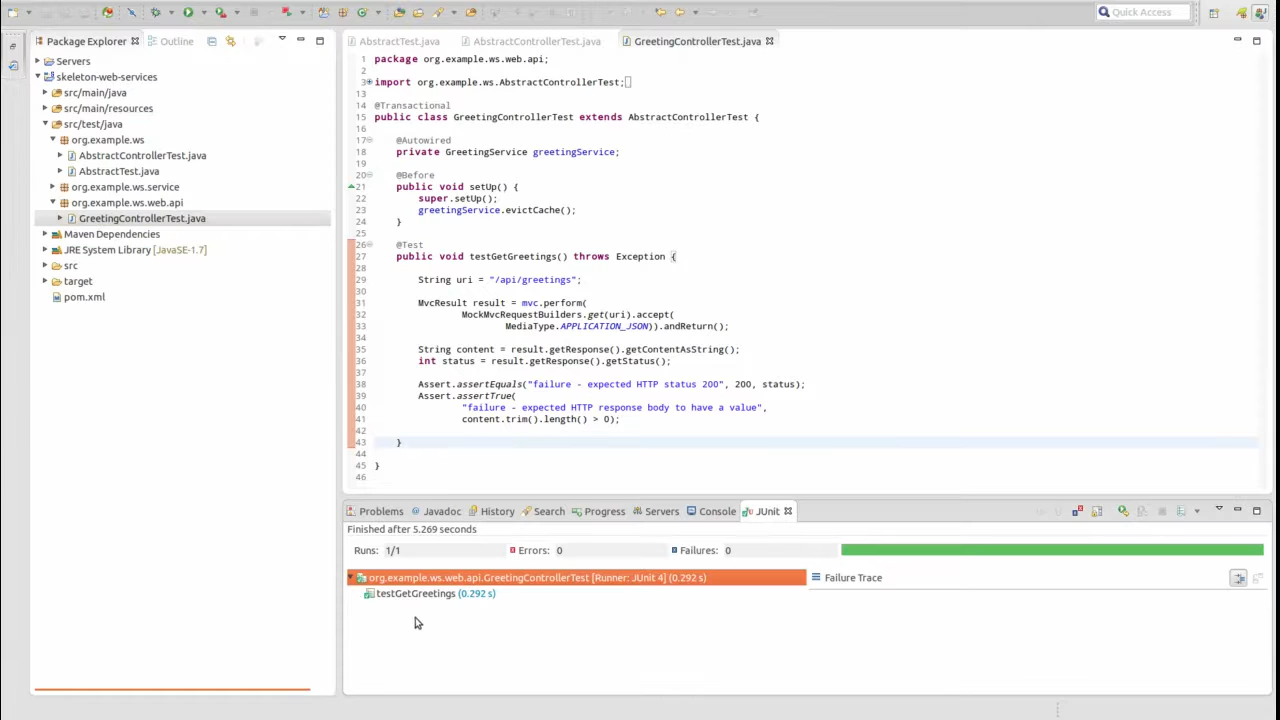 Quick Access
Package Explorer
Outline
Servers
skeleton-web-services
src/main/java
src/main/resources
src/test/java
org.example.ws
AbstractControllerTest.java
AbstractTest.java
org.example.ws.service
org.example.ws.web.api
GreetingControllerTest.java
Maven Dependencies
JRE System Library [JavaSE-1.7]
src
target
pom.xml
AbstractTest.java
AbstractControllerTest.java
GreetingControllerTest.java
1 package org.example.ws.web.api;
2
3 import org.example.ws.AbstractControllerTest;
13
14 @Transactional
15 public class GreetingControllerTest extends AbstractControllerTest {
16
17 @Autowired
18 private GreetingService greetingService;
19
20 @Before
21 public void setUp() {
22 super.setUp();
23 greetingService.evictCache();
24 }
25
26 @Test
27 public void testGetGreetings() throws Exception {
28
29 String uri = "/api/greetings";
30
31 MvcResult result = mvc.perform(
32 MockMvcRequestBuilders.get(uri).accept(
33 MediaType.APPLICATION_JSON)).andReturn();
34
35 String content = result.getResponse().getContentAsString();
36 int status = result.getResponse().getStatus();
37
38 Assert.assertEquals("failure - expected HTTP status 200", 200, status);
39 Assert.assertTrue(
40 "failure - expected HTTP response body to have a value",
41 content.trim().length() > 0);
42
43 }
44
45 }
46
Problems
Javadoc
History
Search
Progress
Servers
Console
JUnit
Finished after 5.269 seconds
Runs: 1/1
Errors: 0
Failures: 0
org.example.ws.web.api.GreetingControllerTest [Runner: JUnit 4] (0.292 s)
Failure Trace
testGetGreetings (0.292 s)